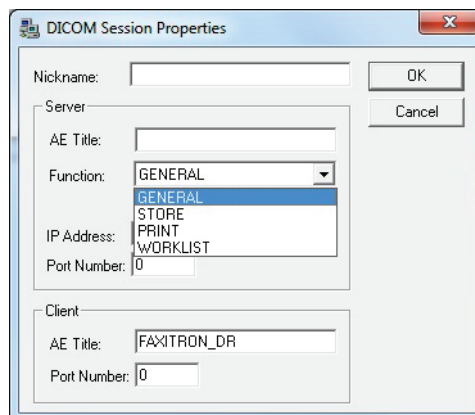 DICOM Session Properties
Nickname:
OK
Server
Cancel
AE Title:
Function: GENERAL
GENERAL
STORE
PRINT
IP Address:
WORKLIST
Port Number: 0
Client
AE Title: FAXITRON_DR
Port Number: 0